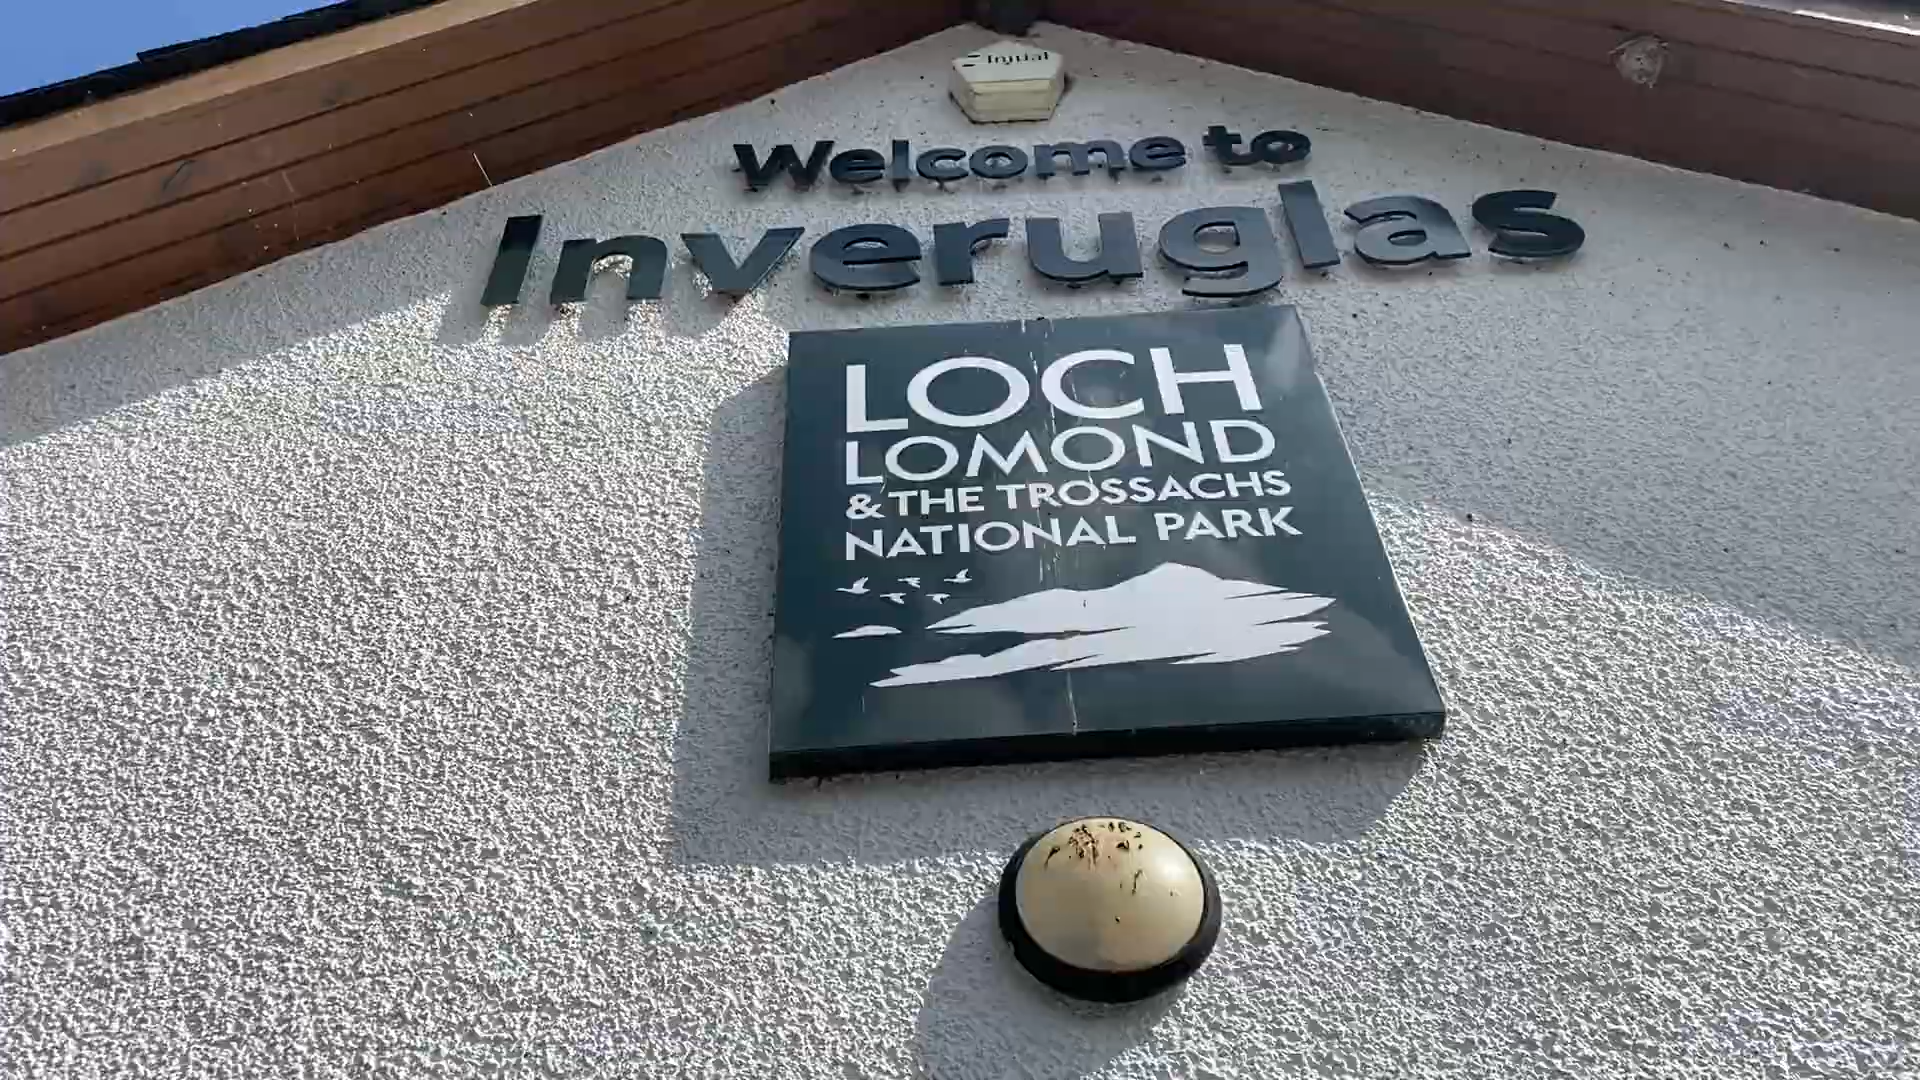 Welcome to
Inveruglas
LOCH
LOMOND
& THE TROSSACHS
NATIONAL PARK